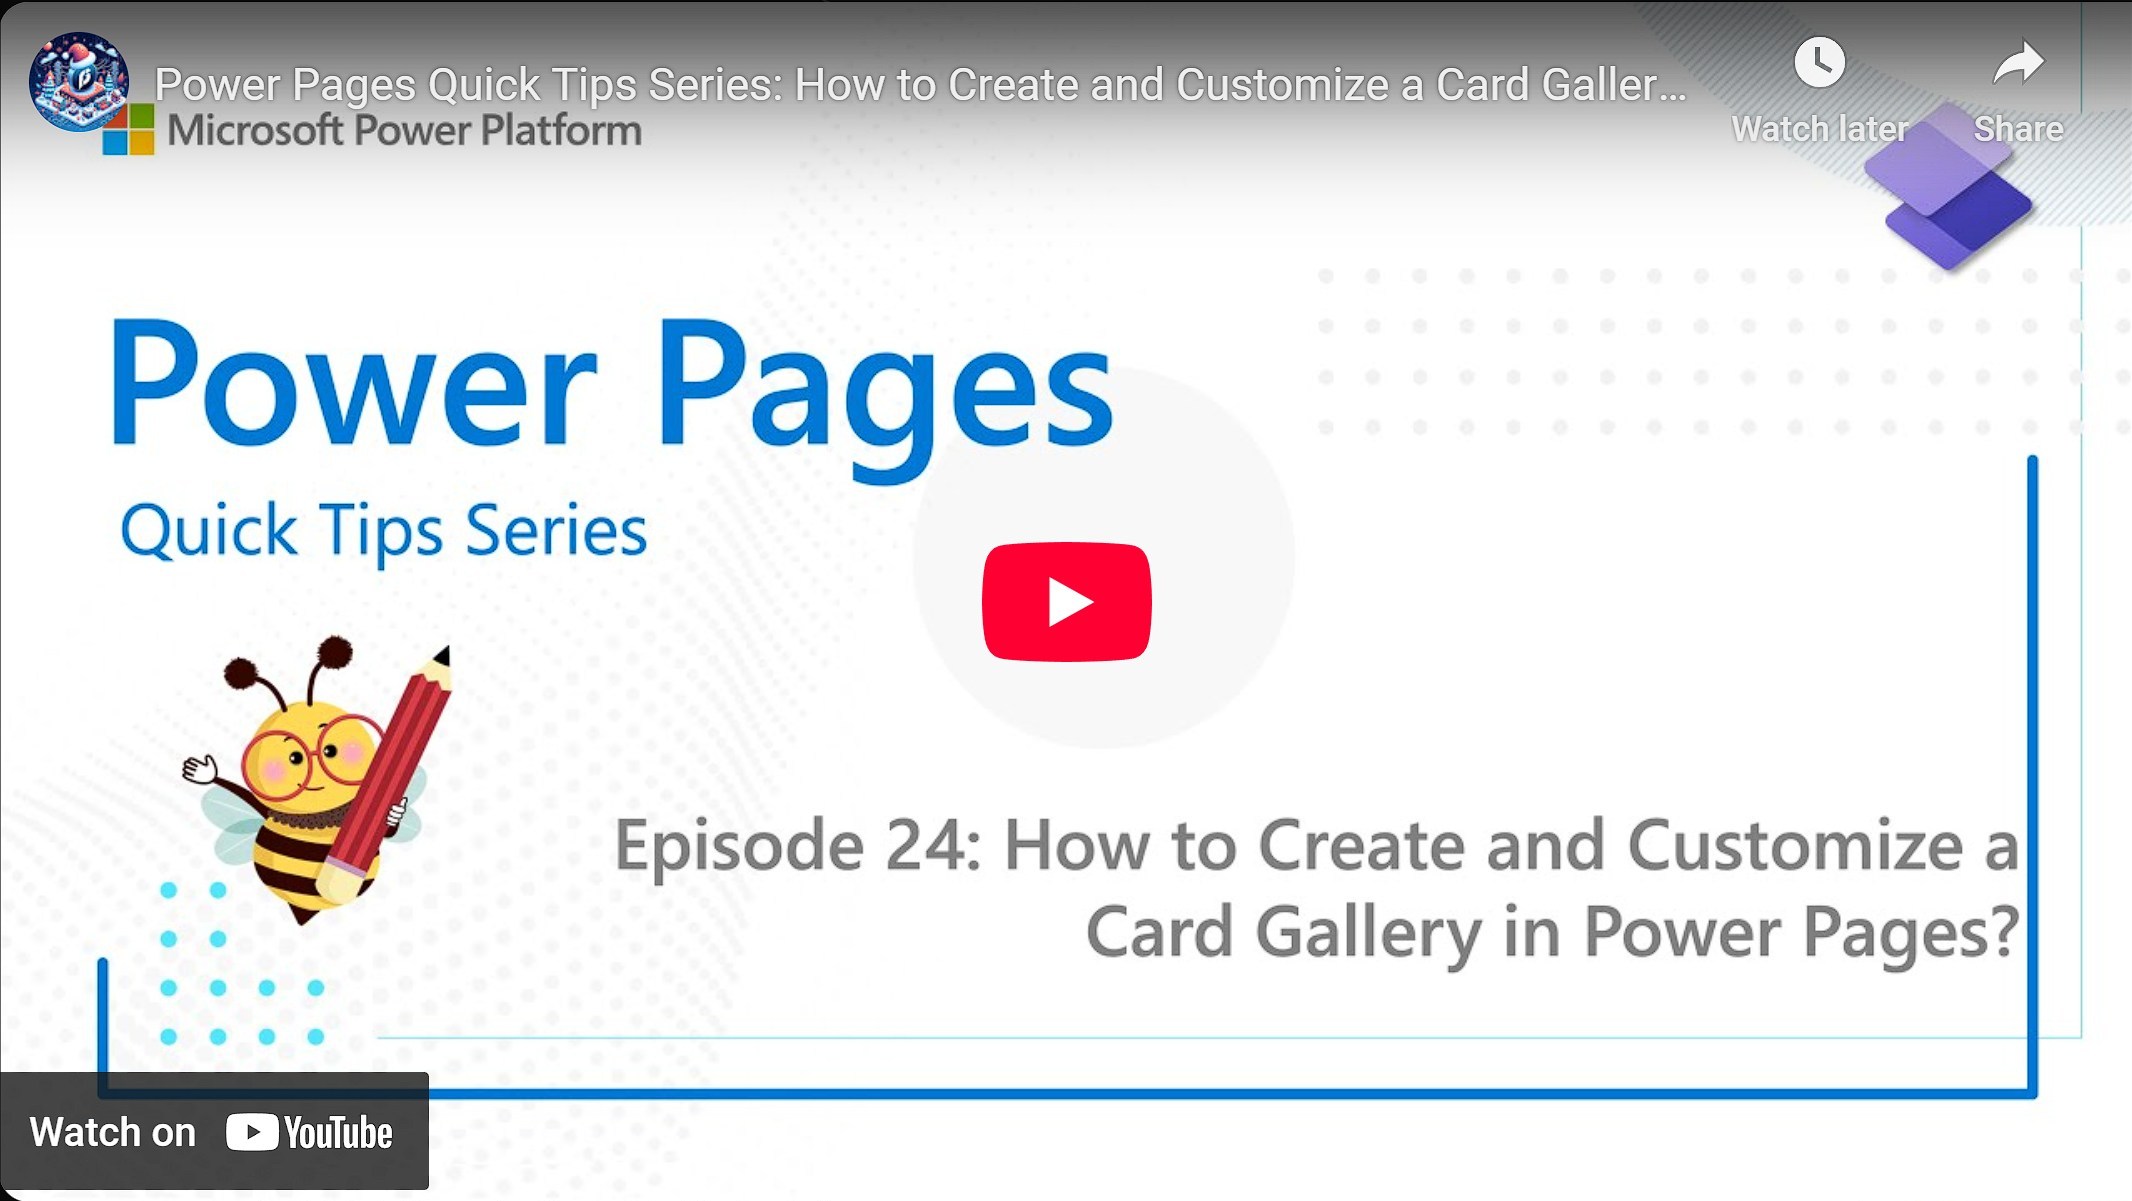 Power Pages Quick Tips Series: How to Create and Customize a Card Galler...
Watch later
Share
Microsoft Power Platform
Power Pages
Quick Tips Series
Episode 24: How to Create and Customize a
Card Gallery in Power Pages?
Watch on YouTube